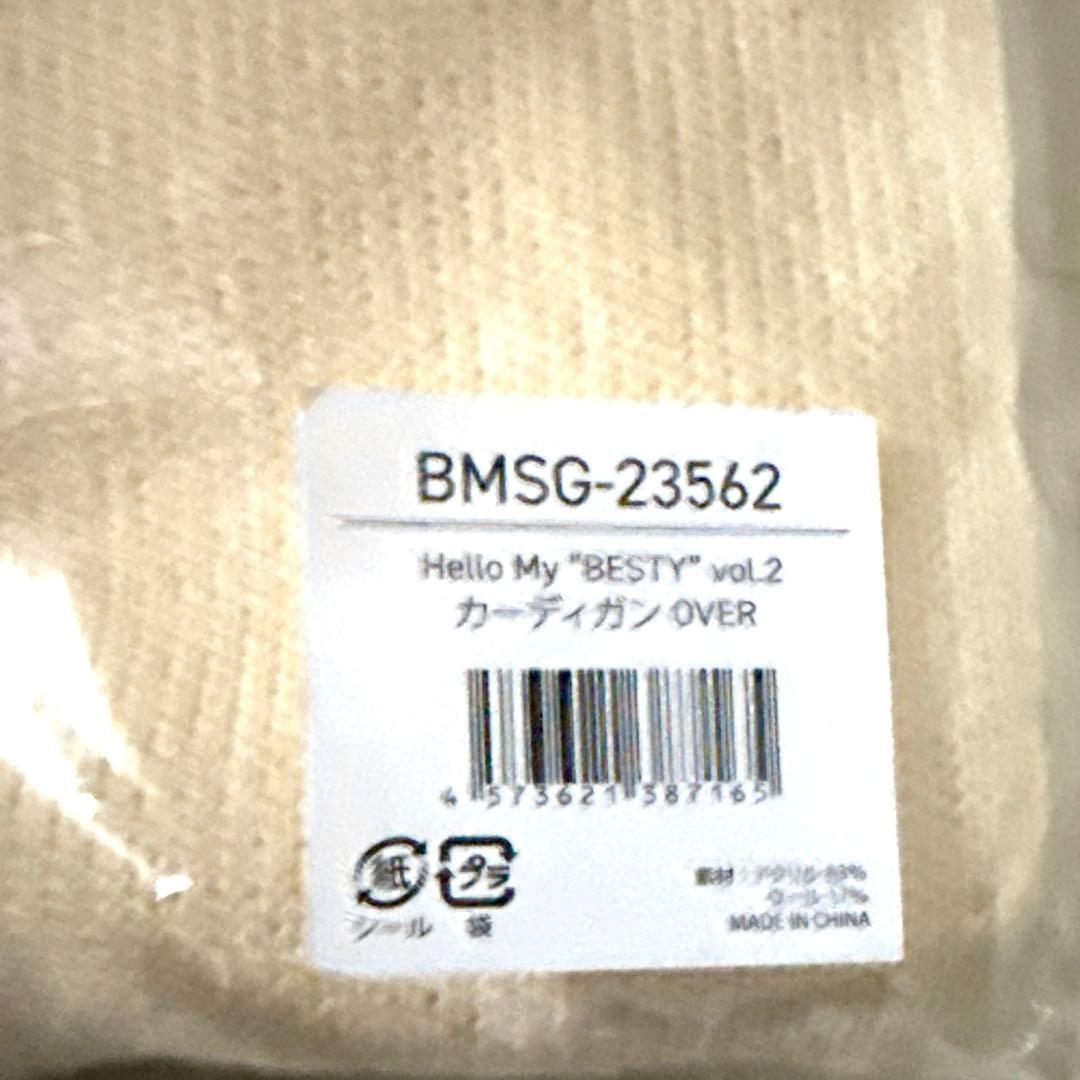 BMSG-23562
Hello My "BESTY" vol.2
カーディガン OVER
4 573621 387165
紙 プラ
シール 袋
素材：アクリル 83%
ウール 17%
MADE IN CHINA